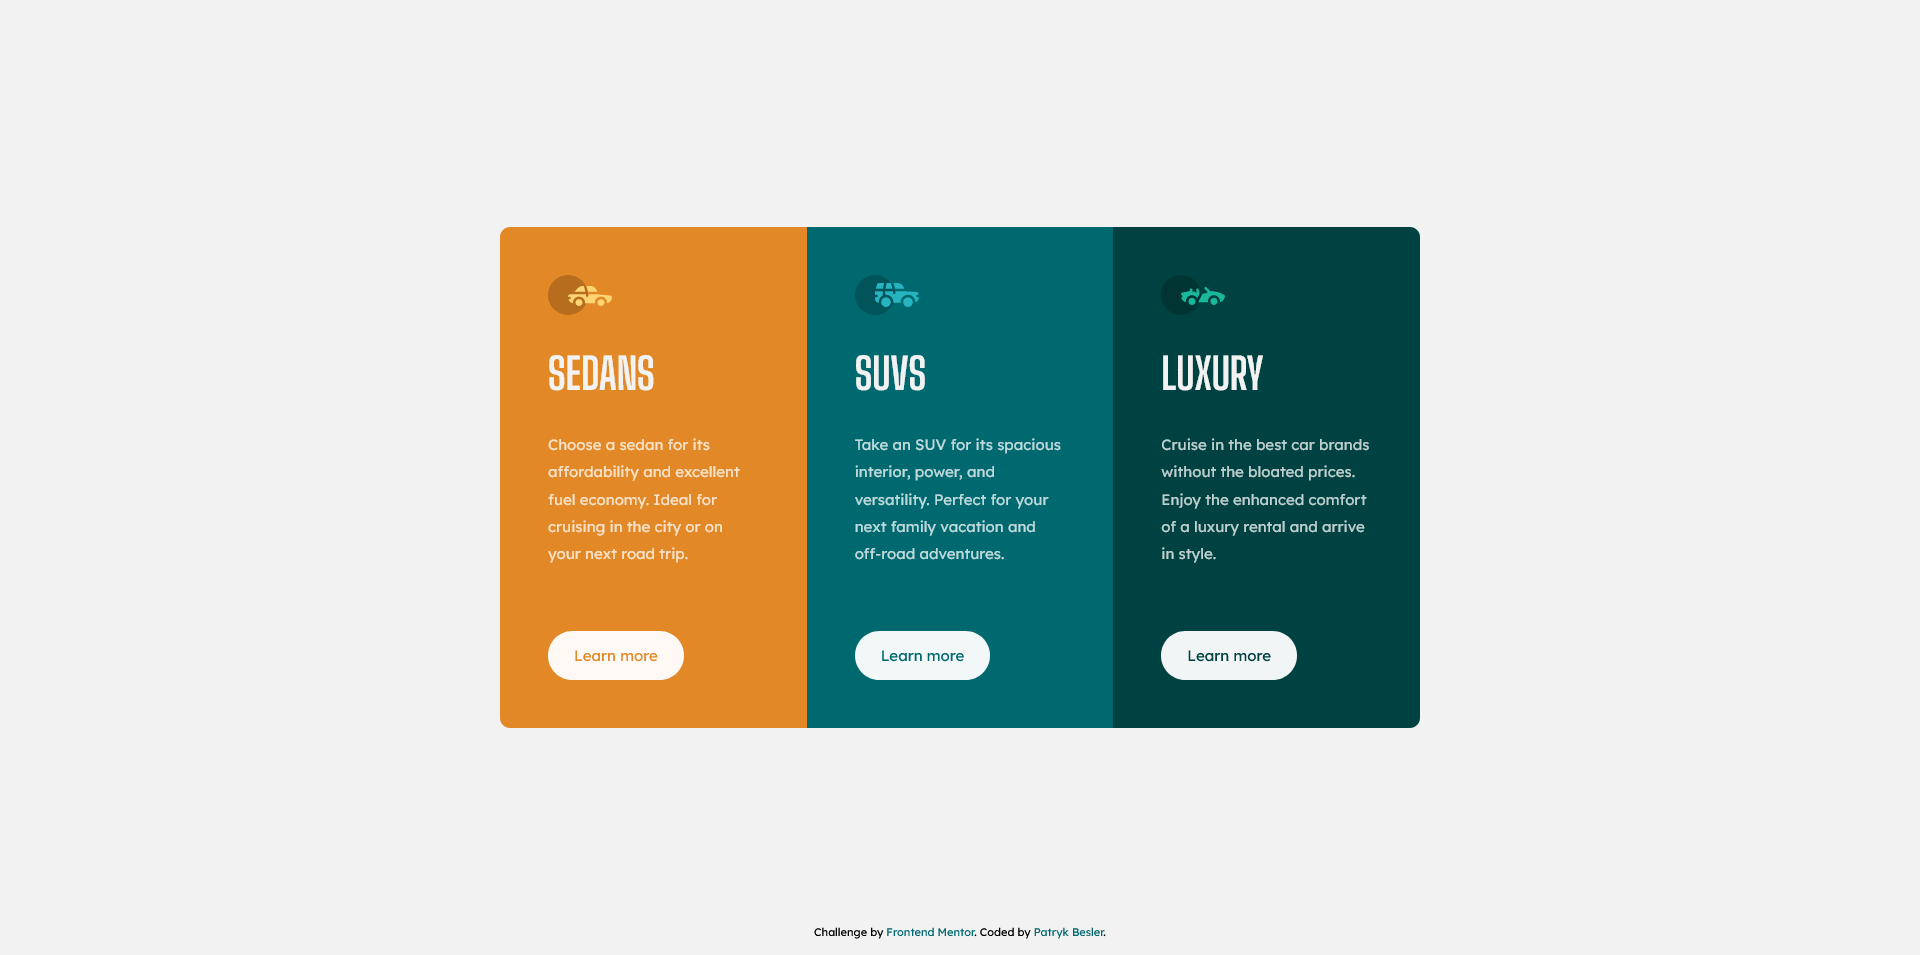 SEDANS
Choose a sedan for its
affordability and excellent
fuel economy. Ideal for
cruising in the city or on
your next road trip.
Learn more
SUVS
Take an SUV for its spacious
interior, power, and
versatility. Perfect for your
next family vacation and
off-road adventures.
Learn more
LUXURY
Cruise in the best car brands
without the bloated prices.
Enjoy the enhanced comfort
of a luxury rental and arrive
in style.
Learn more
Challenge by Frontend Mentor. Coded by Patryk Besler.